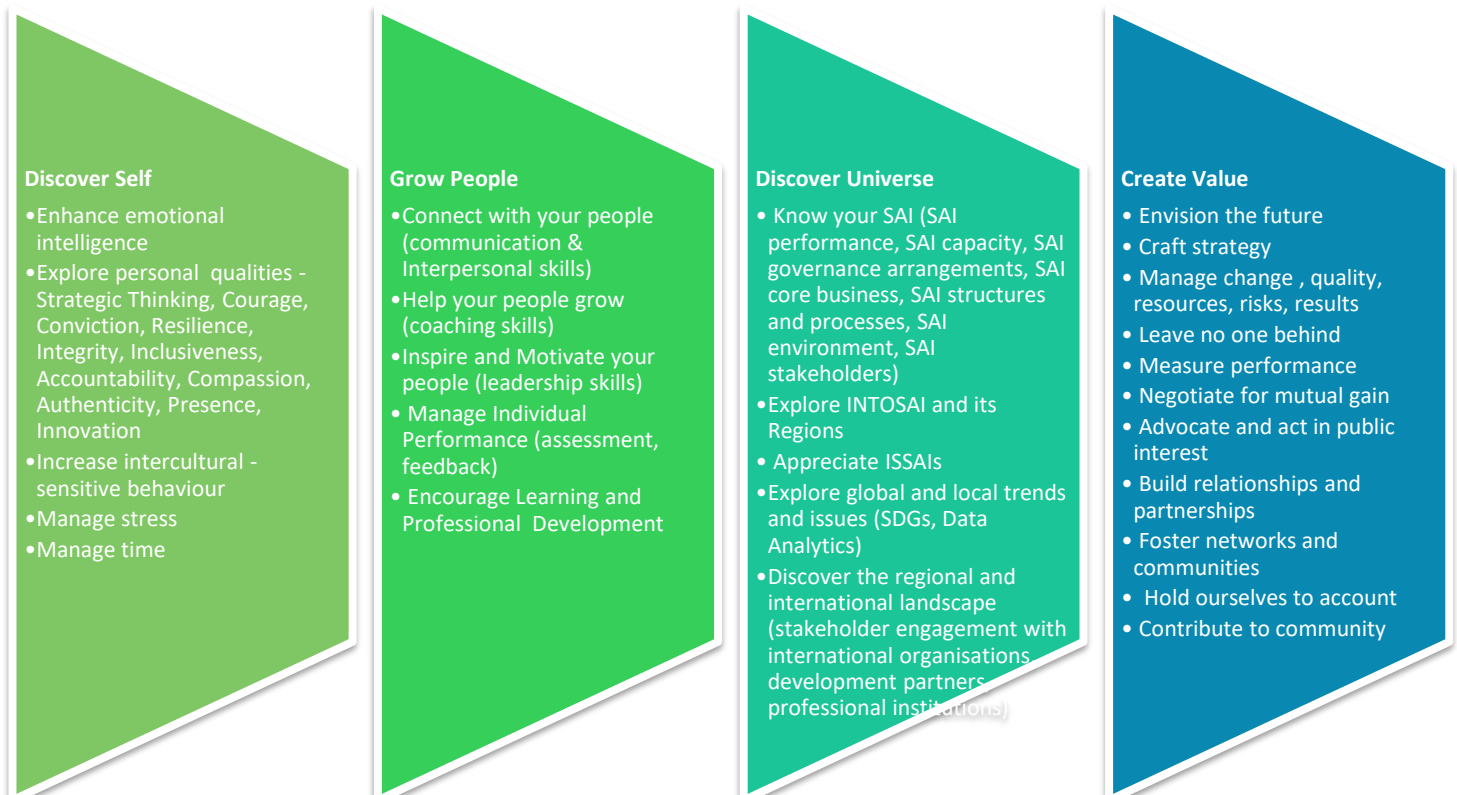 Discover Self
•Enhance emotional
intelligence
•Explore personal qualities -
Strategic Thinking, Courage,
Conviction, Resilience,
Integrity, Inclusiveness,
Accountability, Compassion,
Authenticity, Presence,
Innovation
•Increase intercultural -
sensitive behaviour
•Manage stress
•Manage time
Grow People
•Connect with your people
(communication &
Interpersonal skills)
•Help your people grow
(coaching skills)
•Inspire and Motivate your
people (leadership skills)
• Manage Individual
Performance (assessment,
feedback)
• Encourage Learning and
Professional Development
Discover Universe
• Know your SAI (SAI
performance, SAI capacity, SAI
governance arrangements, SAI
core business, SAI structures
and processes, SAI
environment, SAI
stakeholders)
•Explore INTOSAI and its
Regions
• Appreciate ISSAIs
•Explore global and local trends
and issues (SDGs, Data
Analytics)
•Discover the regional and
international landscape
(stakeholder engagement with
international organisations,
development partners,
professional institutions)
Create Value
• Envision the future
• Craft strategy
• Manage change , quality,
resources, risks, results
• Leave no one behind
• Measure performance
• Negotiate for mutual gain
• Advocate and act in public
interest
• Build relationships and
partnerships
• Foster networks and
communities
• Hold ourselves to account
• Contribute to community